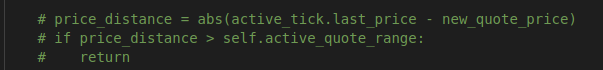 # price_distance = abs(active_tick.last_price - new_quote_price)
# if price_distance > self.active_quote_range:
#    return